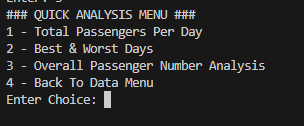 ### QUICK ANALYSIS MENU ###
1 - Total Passengers Per Day
2 - Best & Worst Days
3 - Overall Passenger Number Analysis
4 - Back To Data Menu
Enter Choice: